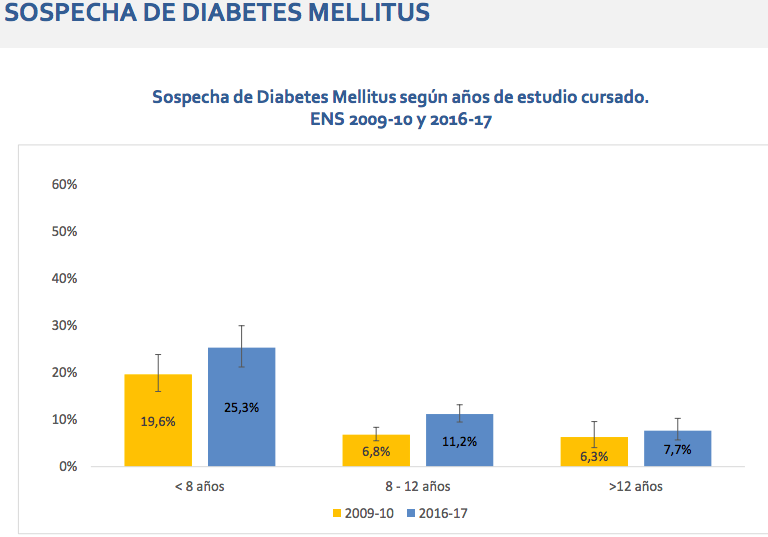 SOSPECHA DE DIABETES MELLITUS
Sospecha de Diabetes Mellitus según años de estudio cursado.
ENS 2009-10 y 2016-17
60%
50%
40%
30%
20%
10%
0%
19,6%
25,3%
6,8%
11,2%
6,3%
7,7%
< 8 años
8 - 12 años
>12 años
2009-10
2016-17